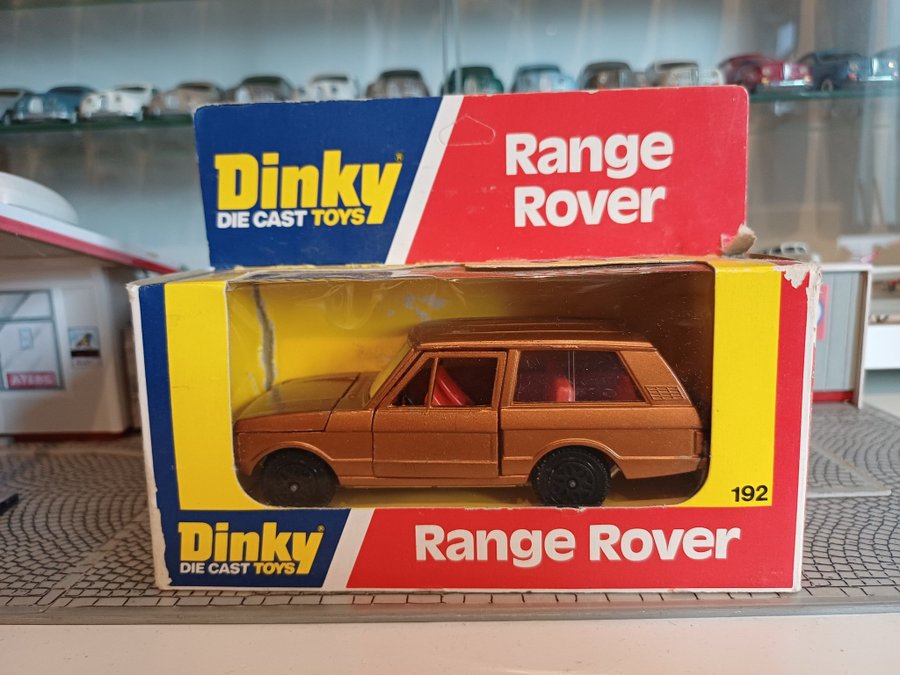 Dinky®
DIE CAST TOYS
Range
Rover
192
Dinky®
DIE CAST TOYS
Range Rover